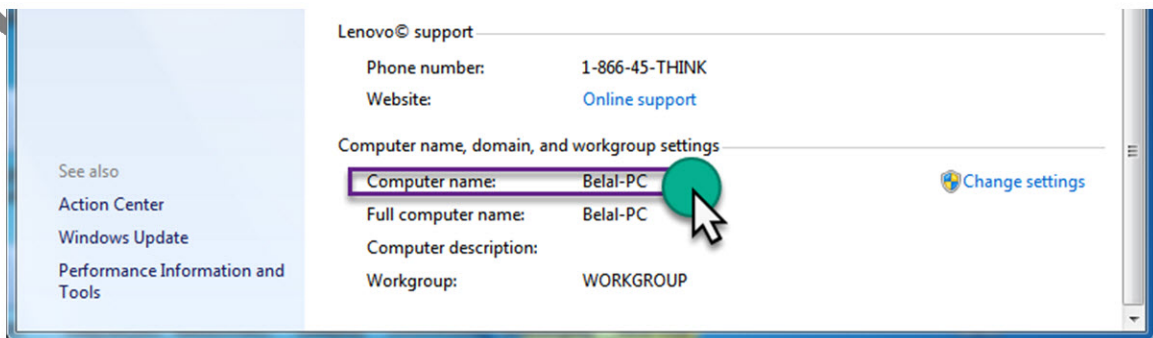 Lenovo© support
Phone number: 1-866-45-THINK
Website: Online support
Computer name, domain, and workgroup settings
Computer name: Belal-PC
Change settings
Full computer name: Belal-PC
Computer description:
Workgroup: WORKGROUP
See also
Action Center
Windows Update
Performance Information and
Tools